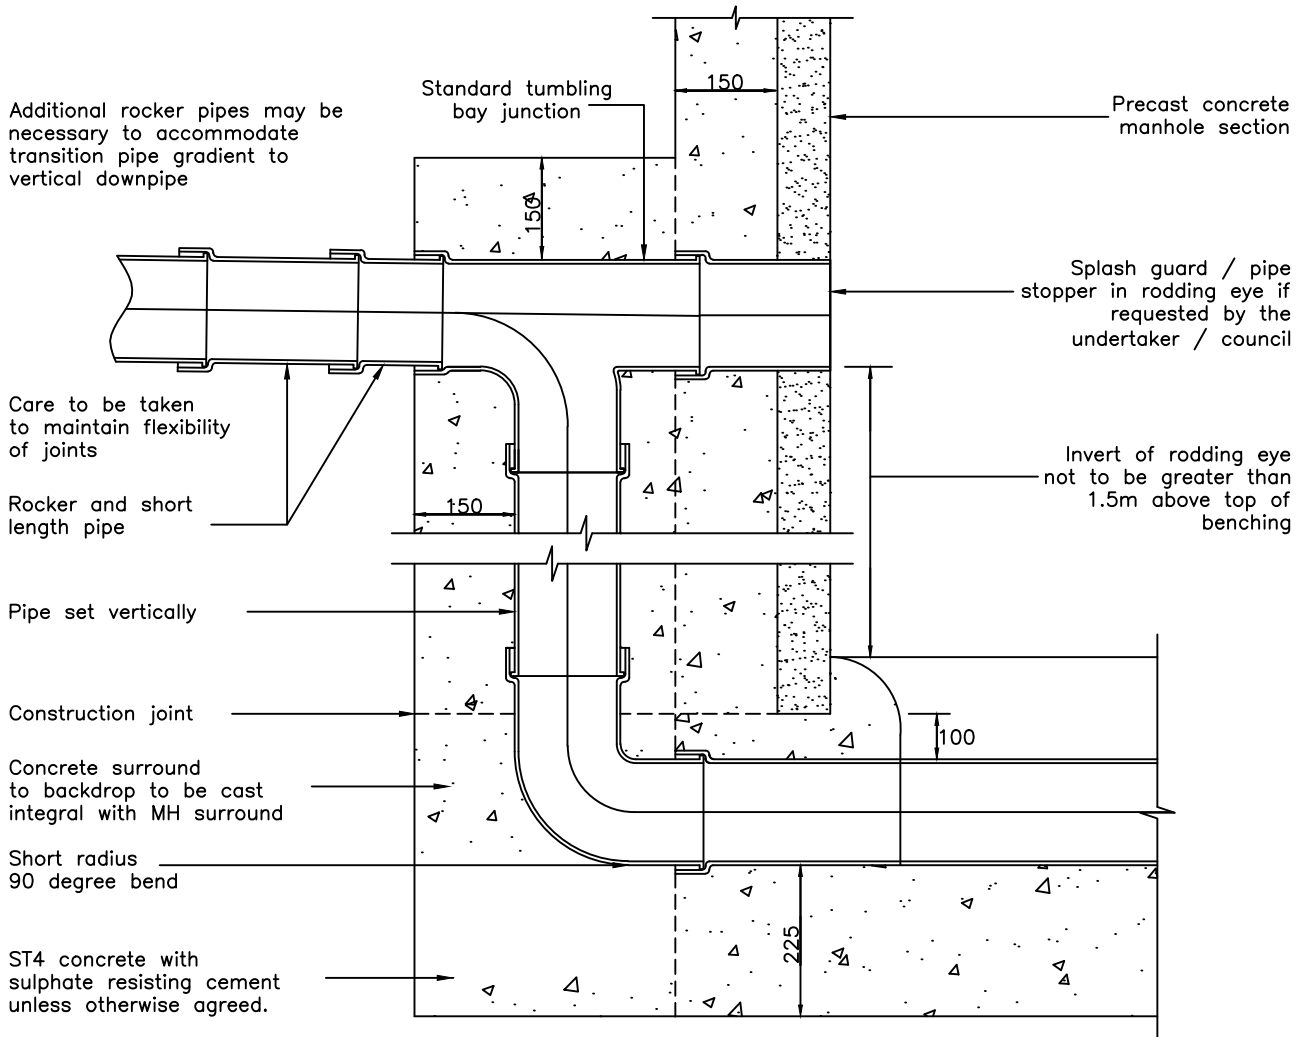 Additional rocker pipes may be
necessary to accommodate
transition pipe gradient to
vertical downpipe
Standard tumbling
bay junction
150
Precast concrete
manhole section
150
Splash guard / pipe
stopper in rodding eye if
requested by the
undertaker / council
Care to be taken
to maintain flexibility
of joints
Rocker and short
length pipe
150
Invert of rodding eye
not to be greater than
1.5m above top of
benching
Pipe set vertically
Construction joint
100
Concrete surround
to backdrop to be cast
integral with MH surround
Short radius
90 degree bend
225
ST4 concrete with
sulphate resisting cement
unless otherwise agreed.